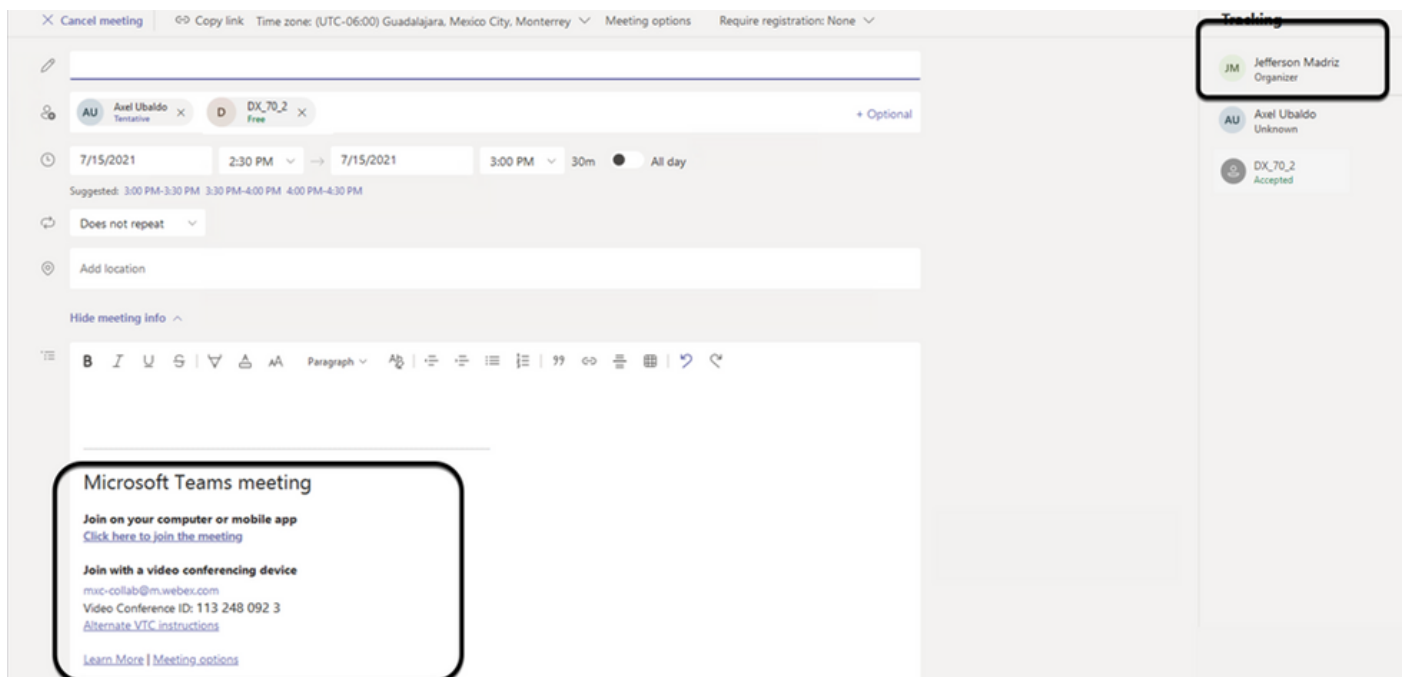 Cancel meeting Copy link Time zone: (UTC-06:00) Guadalajara, Mexico City, Monterrey Meeting options Require registration: None
Tracking
JM Jefferson Madriz
Organizer
AU Axel Ubaldo
Tentative
D DX_70_2
Free
+ Optional
AU Axel Ubaldo
Unknown
7/15/2021 2:30 PM → 7/15/2021 3:00 PM 30m All day
DX_70_2
Accepted
Suggested: 3:00 PM-3:30 PM 3:30 PM-4:00 PM 4:00 PM-4:30 PM
Does not repeat
Add location
Hide meeting info
B I U S A AA Paragraph
Microsoft Teams meeting
Join on your computer or mobile app
Click here to join the meeting
Join with a video conferencing device
mxc-collab@m.webex.com
Video Conference ID: 113 248 092 3
Alternate VTC instructions
Learn More | Meeting options